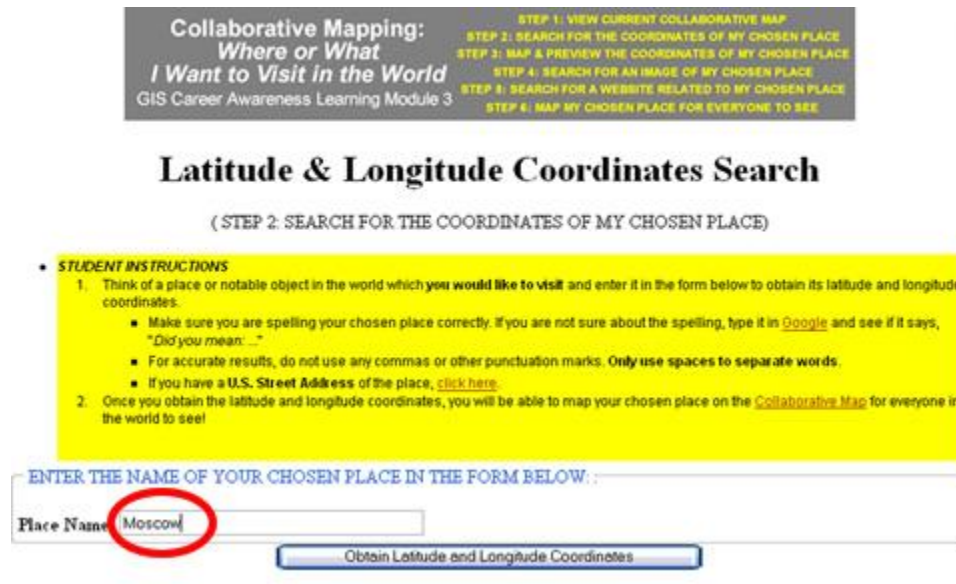 Collaborative Mapping:
Where or What
I Want to Visit in the World
GIS Career Awareness Learning Module 3
STEP 1: VIEW CURRENT COLLABORATIVE MAP
STEP 2: SEARCH FOR THE COORDINATES OF MY CHOSEN PLACE
STEP 3: MAP & PREVIEW THE COORDINATES OF MY CHOSEN PLACE
STEP 4: SEARCH FOR AN IMAGE OF MY CHOSEN PLACE
STEP 5: SEARCH FOR A WEBSITE RELATED TO MY CHOSEN PLACE
STEP 6: MAP MY CHOSEN PLACE FOR EVERYONE TO SEE
Latitude & Longitude Coordinates Search
( STEP 2: SEARCH FOR THE COORDINATES OF MY CHOSEN PLACE)
• STUDENT INSTRUCTIONS
1. Think of a place or notable object in the world which you would like to visit and enter it in the form below to obtain its latitude and longitude
coordinates.
■ Make sure you are spelling your chosen place correctly. If you are not sure about the spelling, type it in Google and see if it says,
"Did you mean: ..."
■ For accurate results, do not use any commas or other punctuation marks. Only use spaces to separate words.
■ If you have a U.S. Street Address of the place, click here.
2. Once you obtain the latitude and longitude coordinates, you will be able to map your chosen place on the Collaborative Map for everyone in
the world to see!
ENTER THE NAME OF YOUR CHOSEN PLACE IN THE FORM BELOW: :
Place Name Moscow
Obtain Latitude and Longitude Coordinates